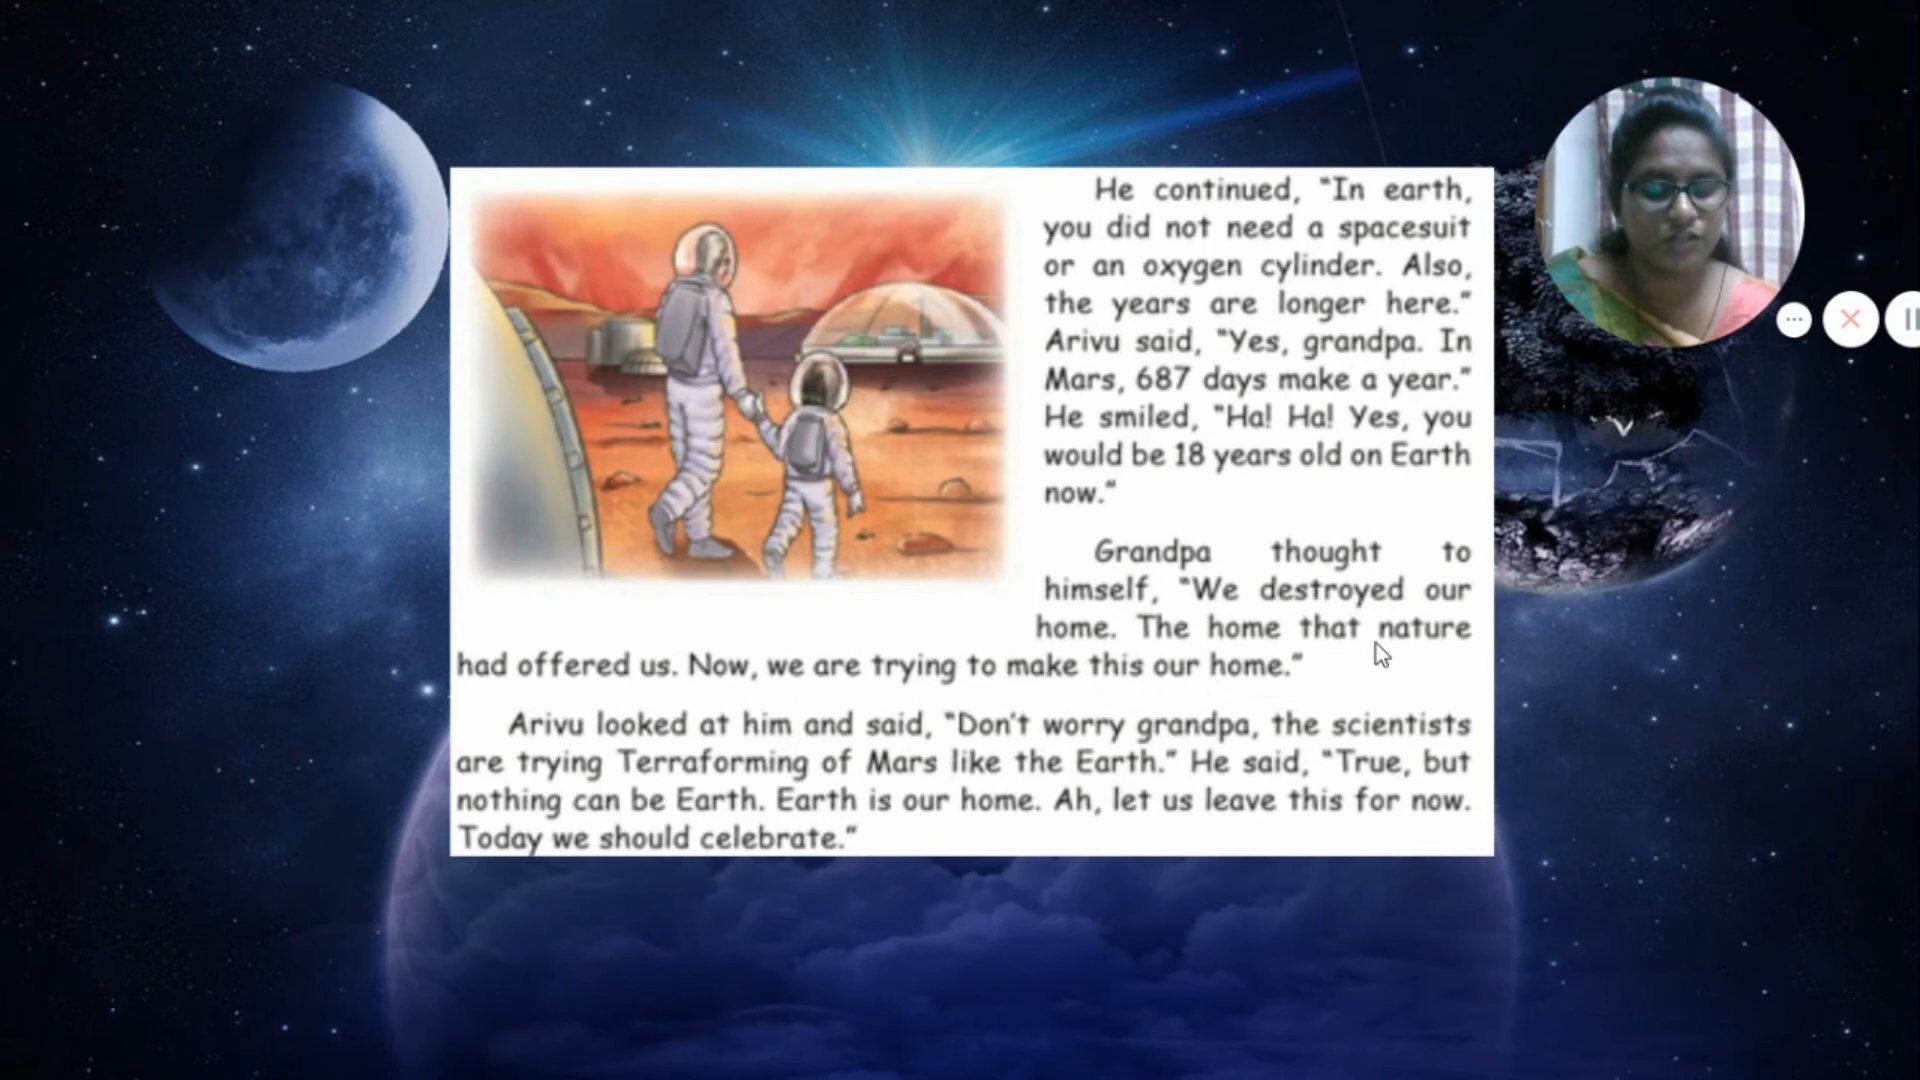 He continued, "In earth,
you did not need a spacesuit
or an oxygen cylinder. Also,
the years are longer here."
Arivu said, "Yes, grandpa. In
Mars, 687 days make a year."
He smiled, "Ha! Ha! Yes, you
would be 18 years old on Earth
now."
Grandpa thought to
himself, "We destroyed our
home. The home that nature
had offered us. Now, we are trying to make this our home."
Arivu looked at him and said, "Don't worry grandpa, the scientists
are trying Terraforming of Mars like the Earth." He said, "True, but
nothing can be Earth. Earth is our home. Ah, let us leave this for now.
Today we should celebrate."